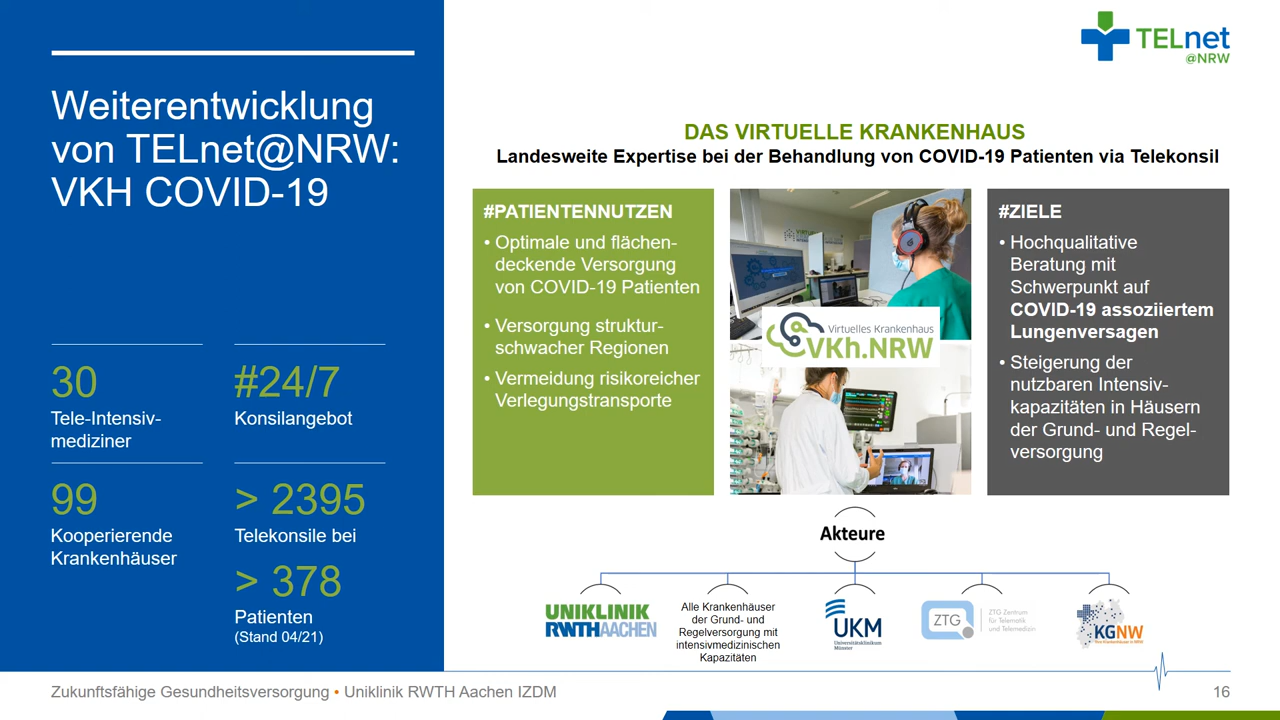 TELnet
@NRW
Weiterentwicklung
von TELnet@NRW:
VKH COVID-19
30
Tele-Intensiv-
mediziner
#24/7
Konsilangebot
99
Kooperierende
Krankenhäuser
> 2395
Telekonsile bei
> 378
Patienten
(Stand 04/21)
DAS VIRTUELLE KRANKENHAUS
Landesweite Expertise bei der Behandlung von COVID-19 Patienten via Telekonsil
#PATIENTENNUTZEN
• Optimale und flächen-
deckende Versorgung
von COVID-19 Patienten
• Versorgung struktur-
schwacher Regionen
• Vermeidung risikoreicher
Verlegungstransporte
Virtuelles Krankenhaus
VKh.NRW
#ZIELE
• Hochqualitative
Beratung mit
Schwerpunkt auf
COVID-19 assoziiertem
Lungenversagen
• Steigerung der
nutzbaren Intensiv-
kapazitäten in Häusern
der Grund- und Regel-
versorgung
Akteure
UNIKLINIK
RWTHAACHEN
Alle Krankenhäuser
der Grund- und
Regelversorgung mit
intensivmedizinischen
Kapazitäten
UKM
Universitätsklinikum
Münster
ZTG
ZTG Zentrum
für Telematik
und Telemedizin
KGNW
Zukunftsfähige Gesundheitsversorgung • Uniklinik RWTH Aachen IZDM
16